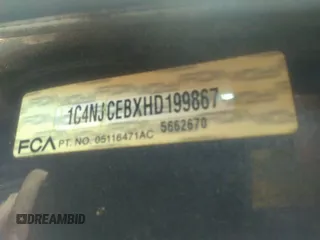 1C4NJCEBXHD199867
5662670
FCA PT. NO. 05116471AC
DREAMBID